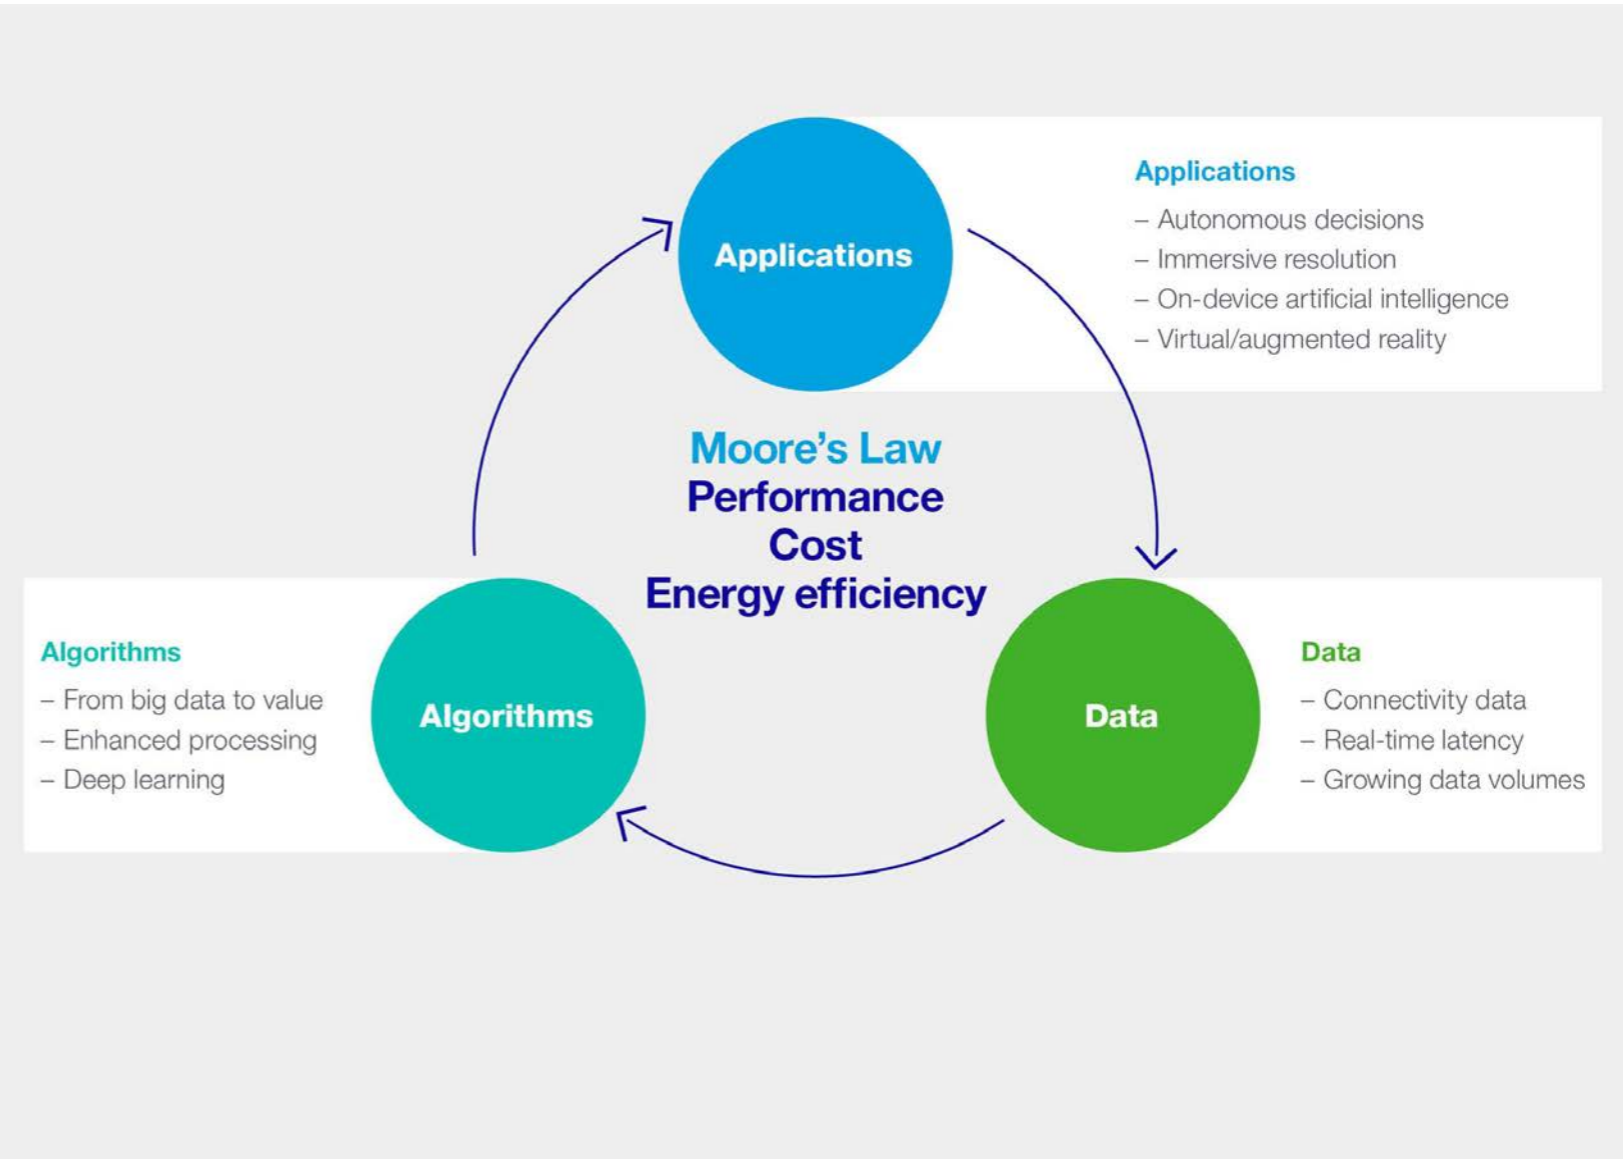 Applications
Applications
– Autonomous decisions
– Immersive resolution
– On-device artificial intelligence
– Virtual/augmented reality
Moore's Law
Performance
Cost
Energy efficiency
Algorithms
– From big data to value
– Enhanced processing
– Deep learning
Algorithms
Data
Data
– Connectivity data
– Real-time latency
– Growing data volumes